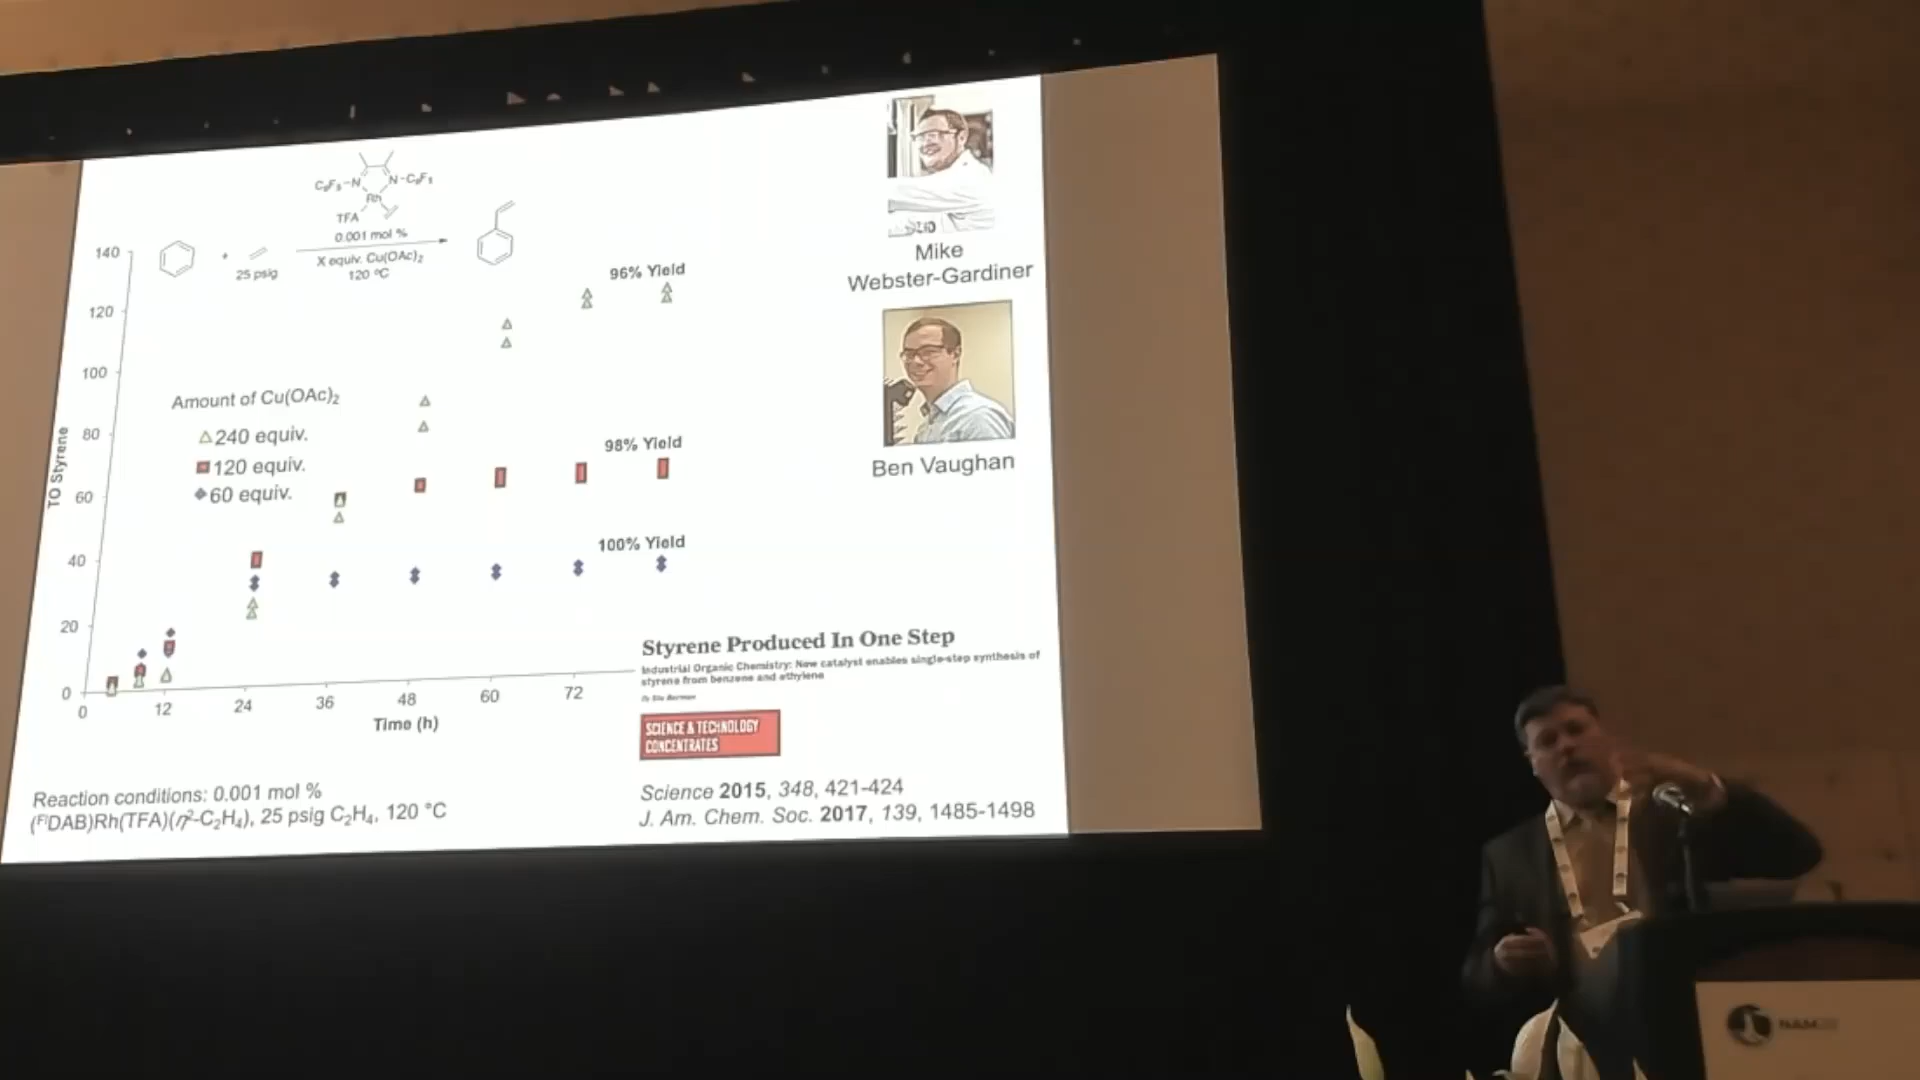 C₆F₅–N
N–C₆F₅
Rh
TFA
0.001 mol %
+
25 psig
X equiv. Cu(OAc)₂
120 ºC
140
120
100
80
60
40
20
0
TO Styrene
0
12
24
36
48
60
72
Time (h)
Amount of Cu(OAc)₂
240 equiv.
120 equiv.
60 equiv.
96% Yield
98% Yield
100% Yield
Mike
Webster-Gardiner
Ben Vaughan
Styrene Produced In One Step
Industrial Organic Chemistry: New catalyst enables single-step synthesis of
styrene from benzene and ethylene
SCIENCE & TECHNOLOGY
CONCENTRATES
Reaction conditions: 0.001 mol %
(ᶠˡDAB)Rh(TFA)(η²-C₂H₄), 25 psig C₂H₄, 120 °C
Science 2015, 348, 421-424
J. Am. Chem. Soc. 2017, 139, 1485-1498